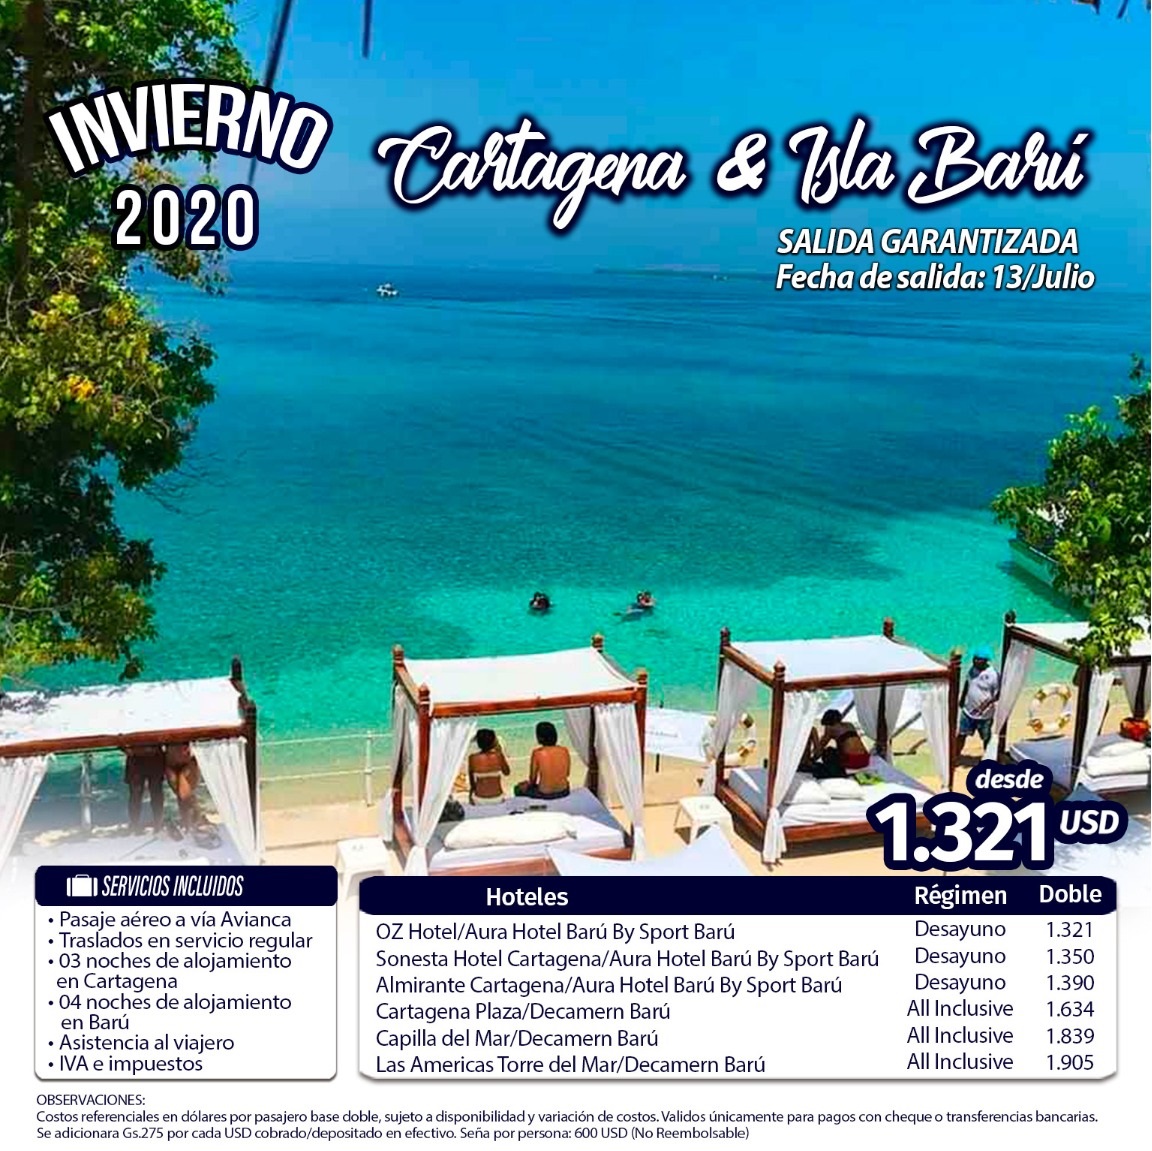 INVIERNO
2020
Cartagena & Isla Barú
SALIDA GARANTIZADA
Fecha de salida: 13/Julio
desde
1.321 USD
SERVICIOS INCLUIDOS
• Pasaje aéreo a vía Avianca
• Traslados en servicio regular
• 03 noches de alojamiento
en Cartagena
• 04 noches de alojamiento
en Barú
• Asistencia al viajero
• IVA e impuestos
Hoteles Régimen Doble
OZ Hotel/Aura Hotel Barú By Sport Barú Desayuno 1.321
Sonesta Hotel Cartagena/Aura Hotel Barú By Sport Barú Desayuno 1.350
Almirante Cartagena/Aura Hotel Barú By Sport Barú Desayuno 1.390
Cartagena Plaza/Decamern Barú All Inclusive 1.634
Capilla del Mar/Decamern Barú All Inclusive 1.839
Las Americas Torre del Mar/Decamern Barú All Inclusive 1.905
OBSERVACIONES:
Costos referenciales en dólares por pasajero base doble, sujeto a disponibilidad y variación de costos. Validos únicamente para pagos con cheque o transferencias bancarias.
Se adicionara Gs.275 por cada USD cobrado/depositado en efectivo. Seña por persona: 600 USD (No Reembolsable)